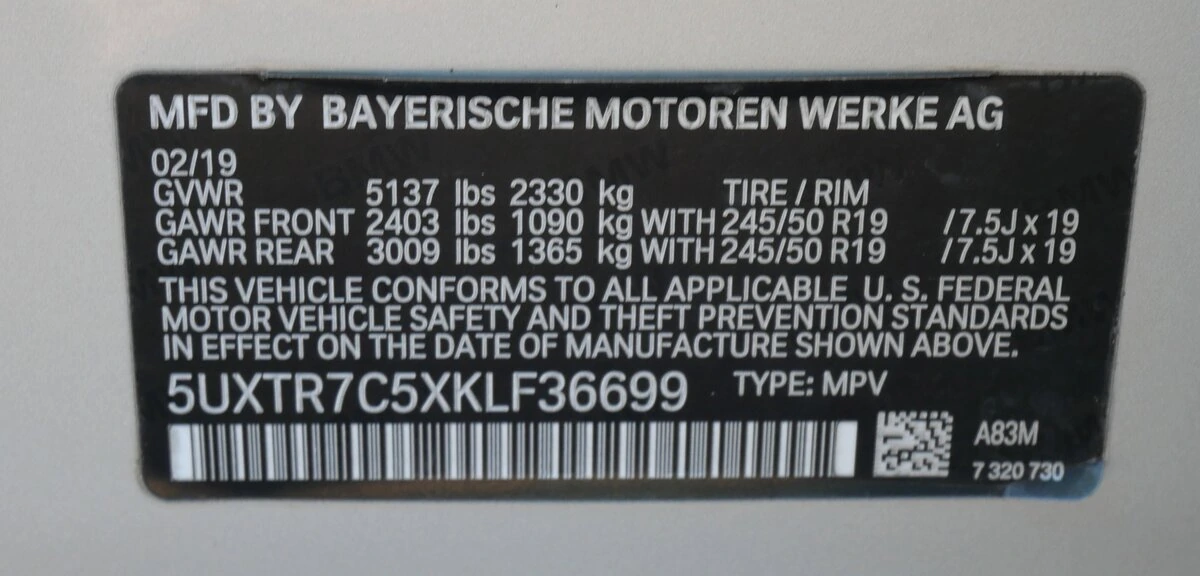 MFD BY BAYERISCHE MOTOREN WERKE AG
02/19
GVWR 5137 lbs 2330 kg TIRE / RIM
GAWR FRONT 2403 lbs 1090 kg WITH 245/50 R19 /7.5J x 19
GAWR REAR 3009 lbs 1365 kg WITH 245/50 R19 /7.5J x 19
THIS VEHICLE CONFORMS TO ALL APPLICABLE U. S. FEDERAL
MOTOR VEHICLE SAFETY AND THEFT PREVENTION STANDARDS
IN EFFECT ON THE DATE OF MANUFACTURE SHOWN ABOVE.
5UXTR7C5XKLF36699 TYPE: MPV
A83M
7 320 730